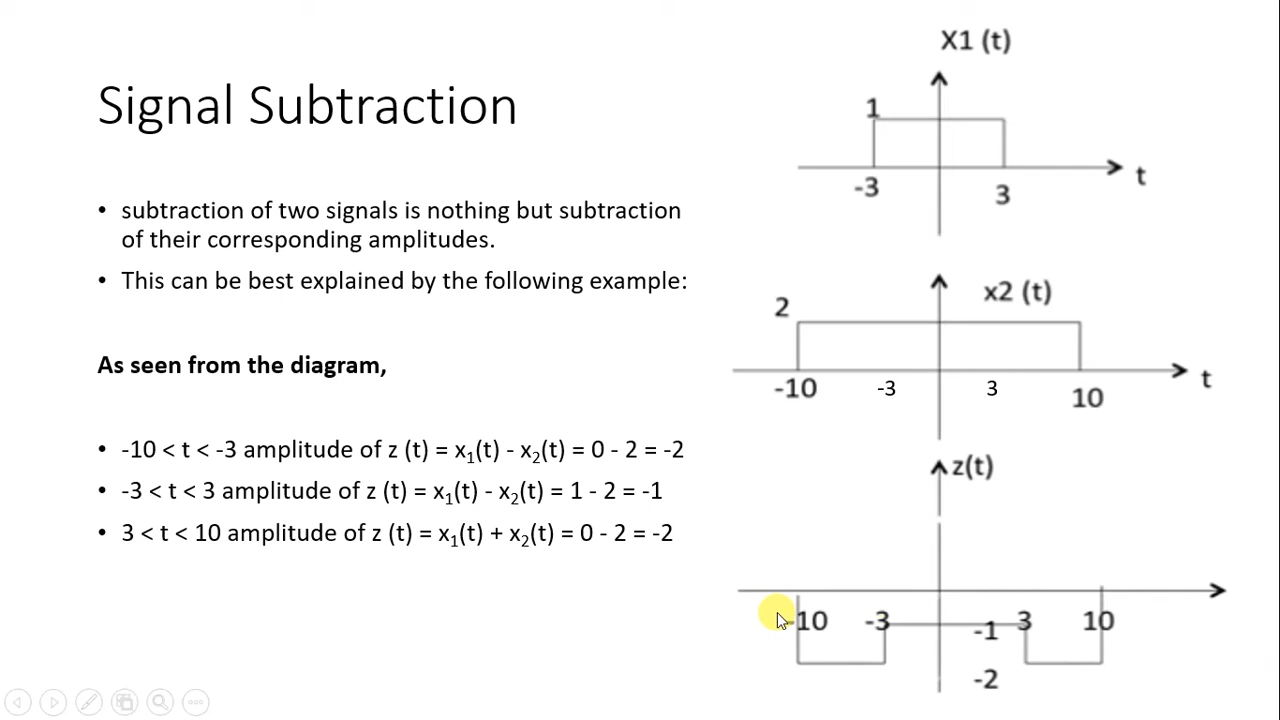 Signal Subtraction
• subtraction of two signals is nothing but subtraction
of their corresponding amplitudes.
• This can be best explained by the following example:
As seen from the diagram,
• -10 < t < -3 amplitude of z (t) = x₁(t) - x₂(t) = 0 - 2 = -2
• -3 < t < 3 amplitude of z (t) = x₁(t) - x₂(t) = 1 - 2 = -1
• 3 < t < 10 amplitude of z (t) = x₁(t) + x₂(t) = 0 - 2 = -2
X1 (t)
1
t
-3
3
x2 (t)
2
t
-10
-3
3
10
z(t)
-10
-3
-1
3
10
-2